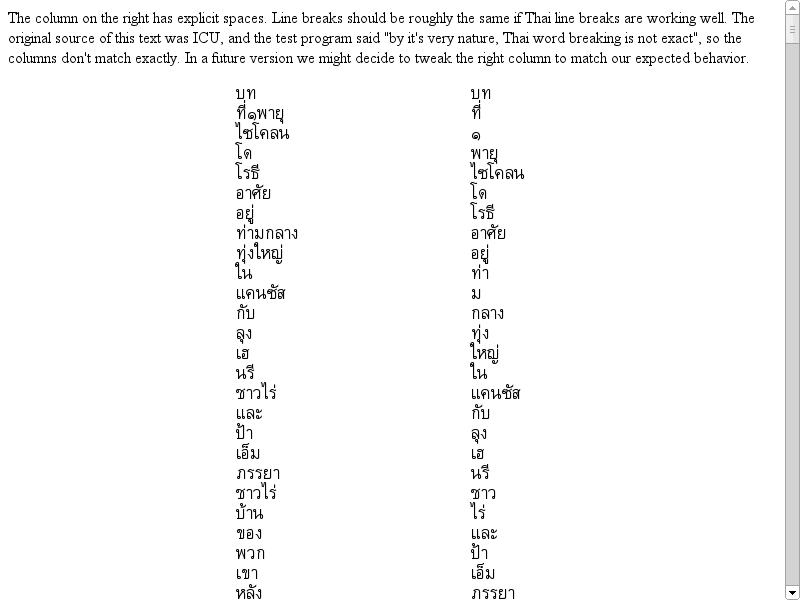 The column on the right has explicit spaces. Line breaks should be roughly the same if Thai line breaks are working well. The
original source of this text was ICU, and the test program said "by it's very nature, Thai word breaking is not exact", so the
columns don't match exactly. In a future version we might decide to tweak the right column to match our expected behavior.
บท
ที่๑พายุ
ไซโคลน
โด
โรธี
อาศัย
อยู่
ท่ามกลาง
ทุ่งใหญ่
ใน
แคนซัส
กับ
ลุง
เฮ
นรี
ชาวไร่
และ
ป้า
เอ็ม
ภรรยา
ชาวไร่
บ้าน
ของ
พวก
เขา
หลัง
บท
ที่
๑
พายุ
ไซโคลน
โด
โรธี
อาศัย
อยู่
ท่า
ม
กลาง
ทุ่ง
ใหญ่
ใน
แคนซัส
กับ
ลุง
เฮ
นรี
ชาว
ไร่
และ
ป้า
เอ็ม
ภรรยา